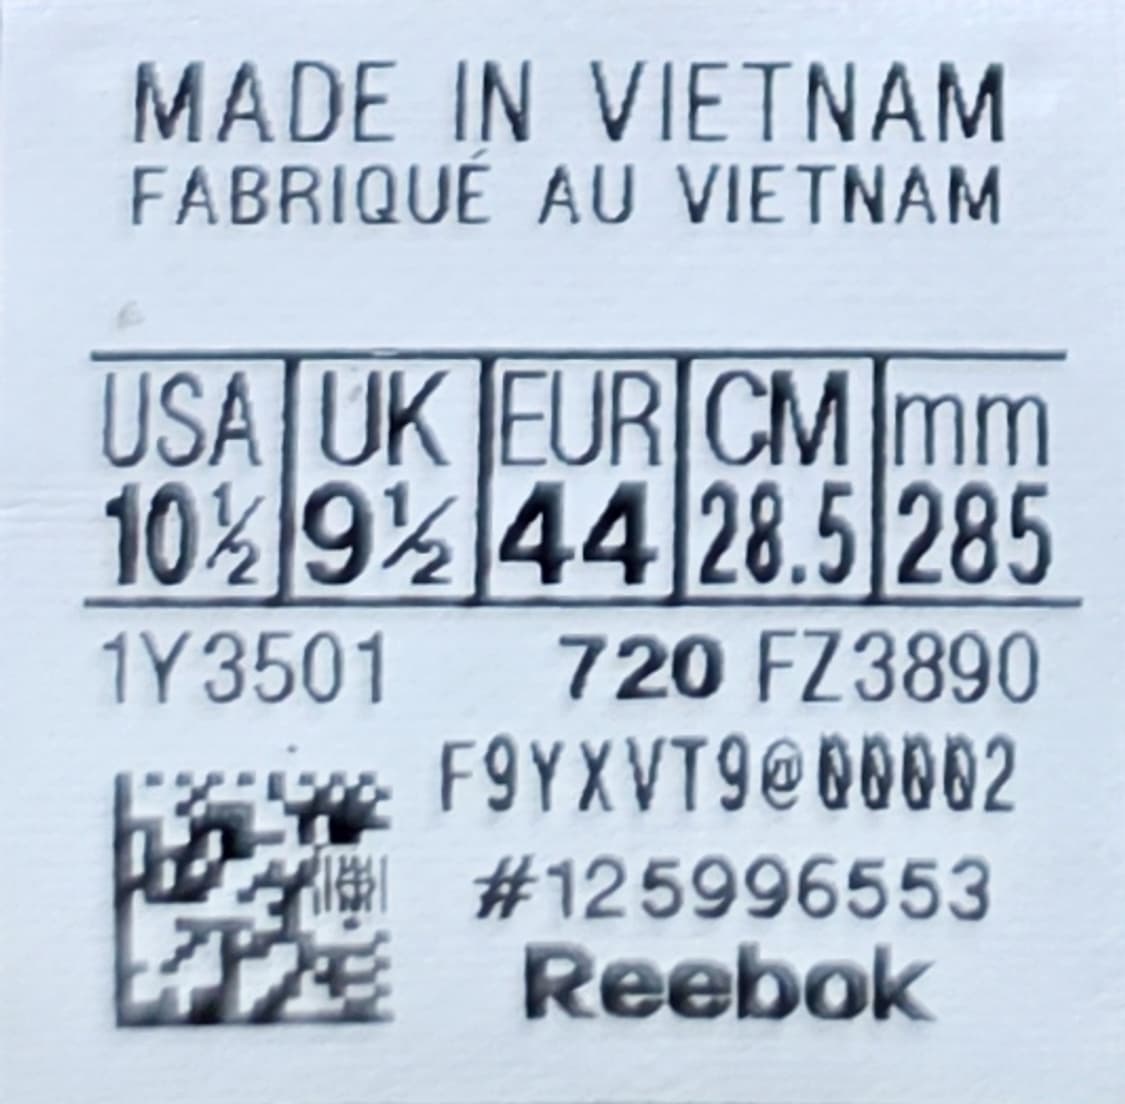 MADE IN VIETNAM
FABRIQUÉ AU VIETNAM
USA UK EUR CM mm
10½ 9½ 44 28.5 285
1Y3501 720 FZ3890
F9YXVT9@00002
#125996553
Reebok